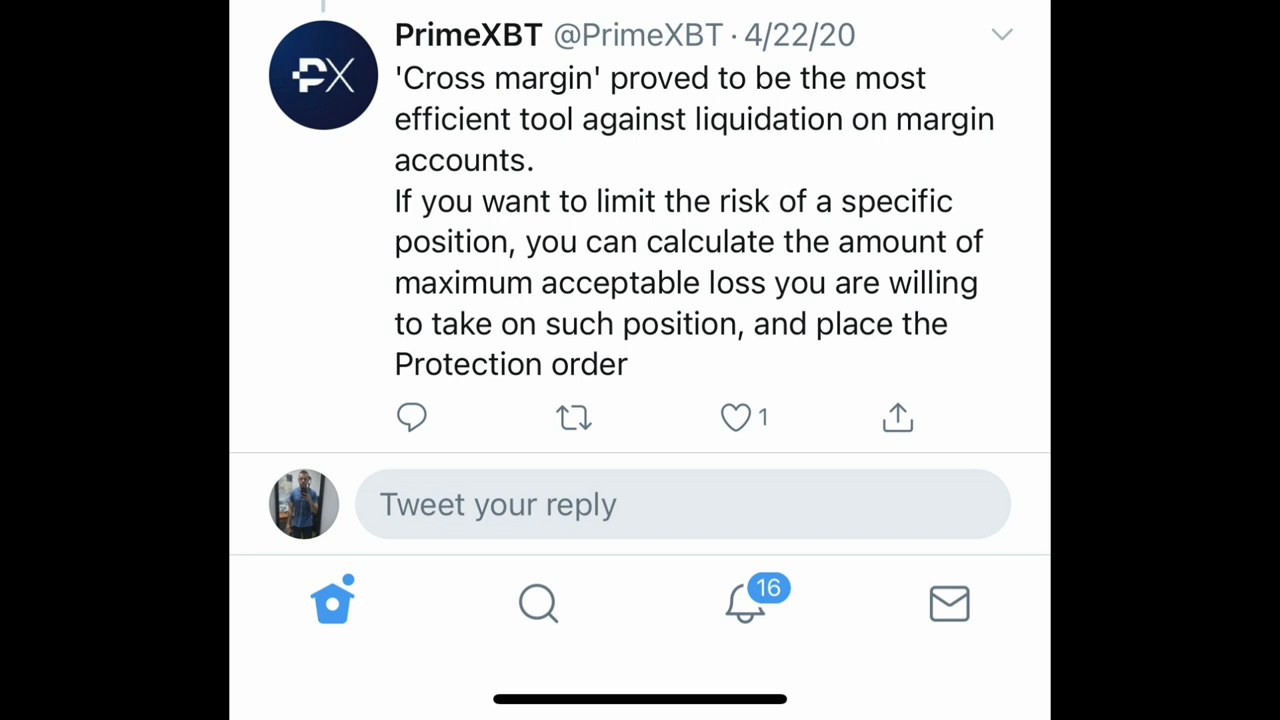 PrimeXBT @PrimeXBT · 4/22/20
'Cross margin' proved to be the most
efficient tool against liquidation on margin
accounts.
If you want to limit the risk of a specific
position, you can calculate the amount of
maximum acceptable loss you are willing
to take on such position, and place the
Protection order
1
Tweet your reply
16